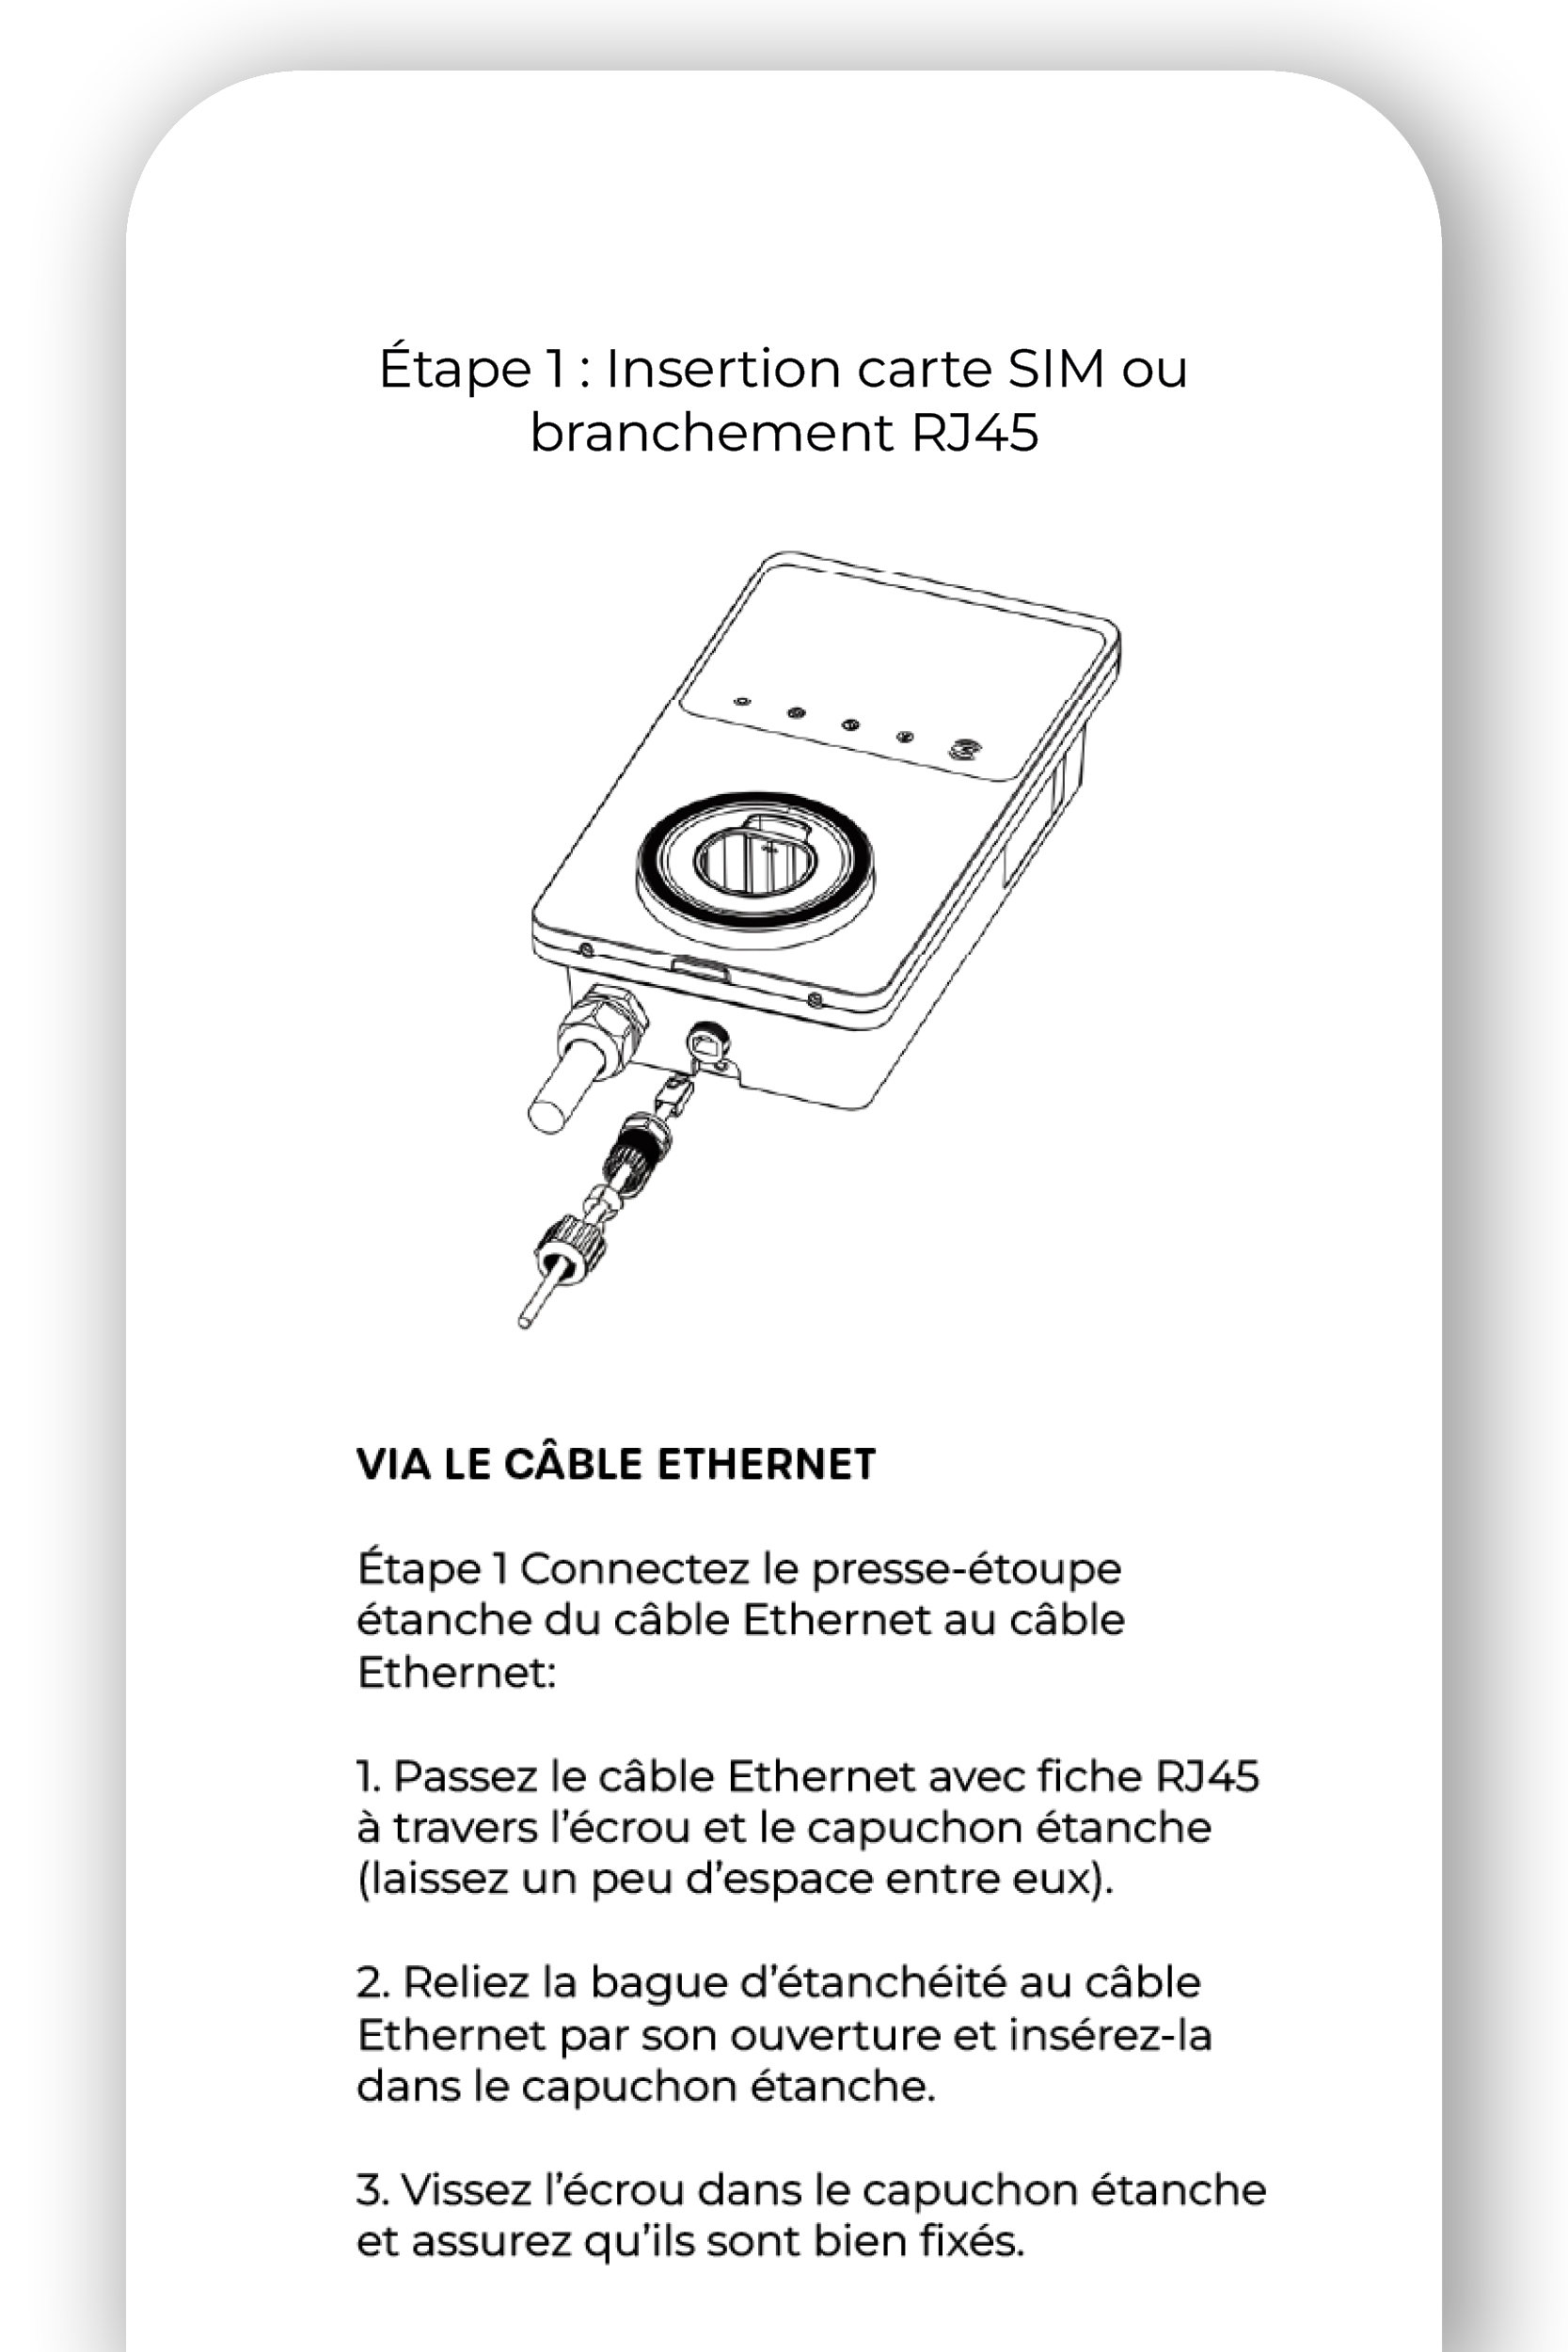 Étape 1 : Insertion carte SIM ou
branchement RJ45
VIA LE CÂBLE ETHERNET
Étape 1 Connectez le presse-étoupe
étanche du câble Ethernet au câble
Ethernet:
1. Passez le câble Ethernet avec fiche RJ45
à travers l’écrou et le capuchon étanche
(laissez un peu d’espace entre eux).
2. Reliez la bague d’étanchéité au câble
Ethernet par son ouverture et insérez-la
dans le capuchon étanche.
3. Vissez l’écrou dans le capuchon étanche
et assurez qu’ils sont bien fixés.